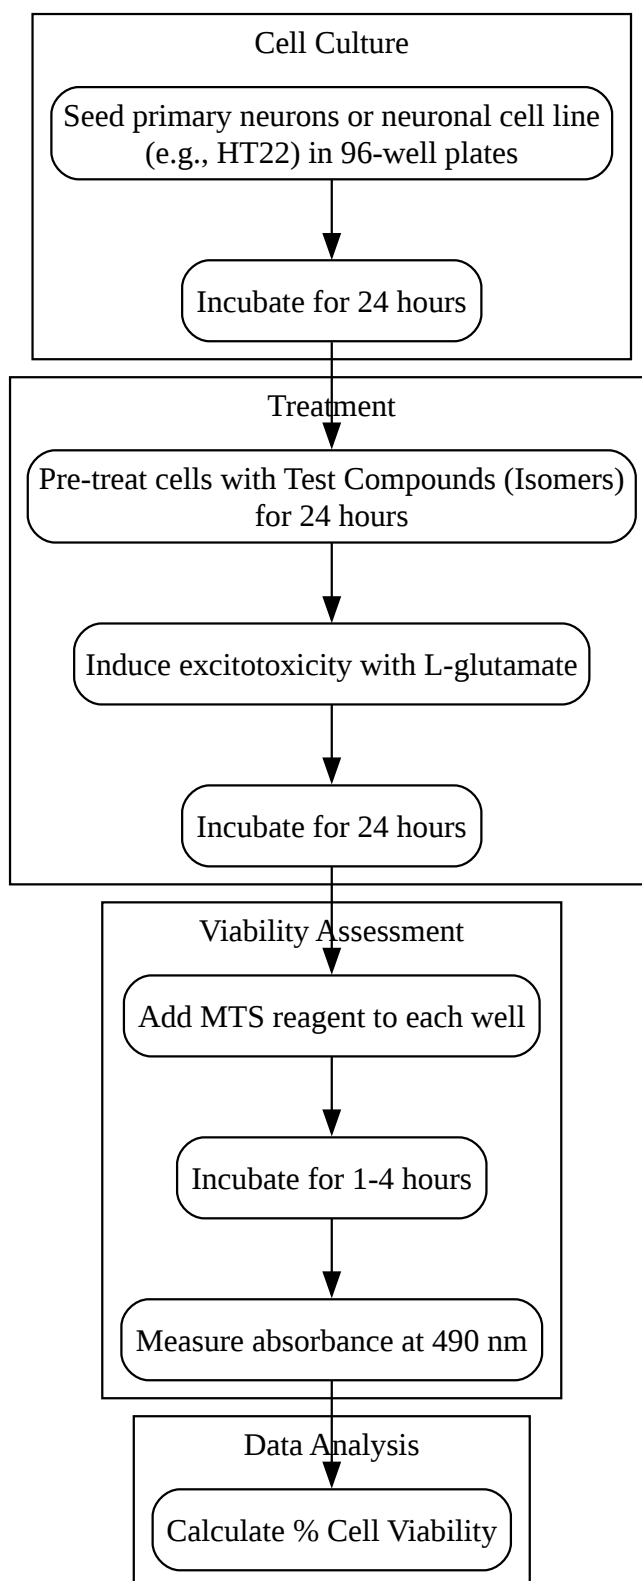 Cell Culture
Seed primary neurons or neuronal cell line
(e.g., HT22) in 96-well plates
Incubate for 24 hours
Treatment
Pre-treat cells with Test Compounds (Isomers)
for 24 hours
Induce excitotoxicity with L-glutamate
Incubate for 24 hours
Viability Assessment
Add MTS reagent to each well
Incubate for 1-4 hours
Measure absorbance at 490 nm
Data Analysis
Calculate % Cell Viability